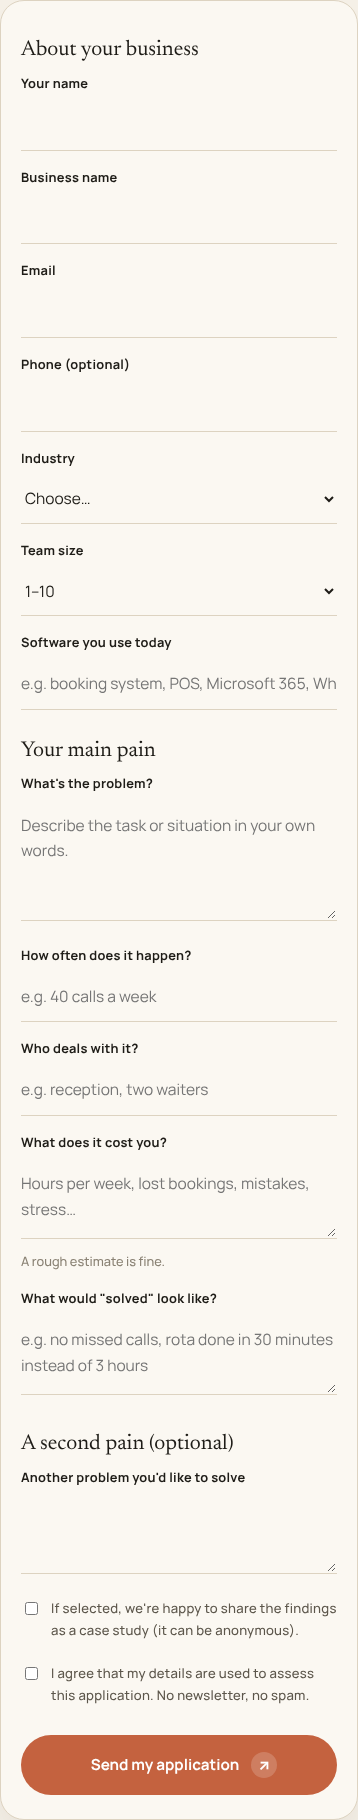 About your business
Your name
Business name
Email
Phone (optional)
Industry
Choose...
Team size
1–10
Software you use today
e.g. booking system, POS, Microsoft 365, Wh
Your main pain
What's the problem?
Describe the task or situation in your own
words.
How often does it happen?
e.g. 40 calls a week
Who deals with it?
e.g. reception, two waiters
What does it cost you?
Hours per week, lost bookings, mistakes,
stress...
A rough estimate is fine.
What would "solved" look like?
e.g. no missed calls, rota done in 30 minutes
instead of 3 hours
A second pain (optional)
Another problem you'd like to solve
If selected, we're happy to share the findings
as a case study (it can be anonymous).
I agree that my details are used to assess
this application. No newsletter, no spam.
Send my application